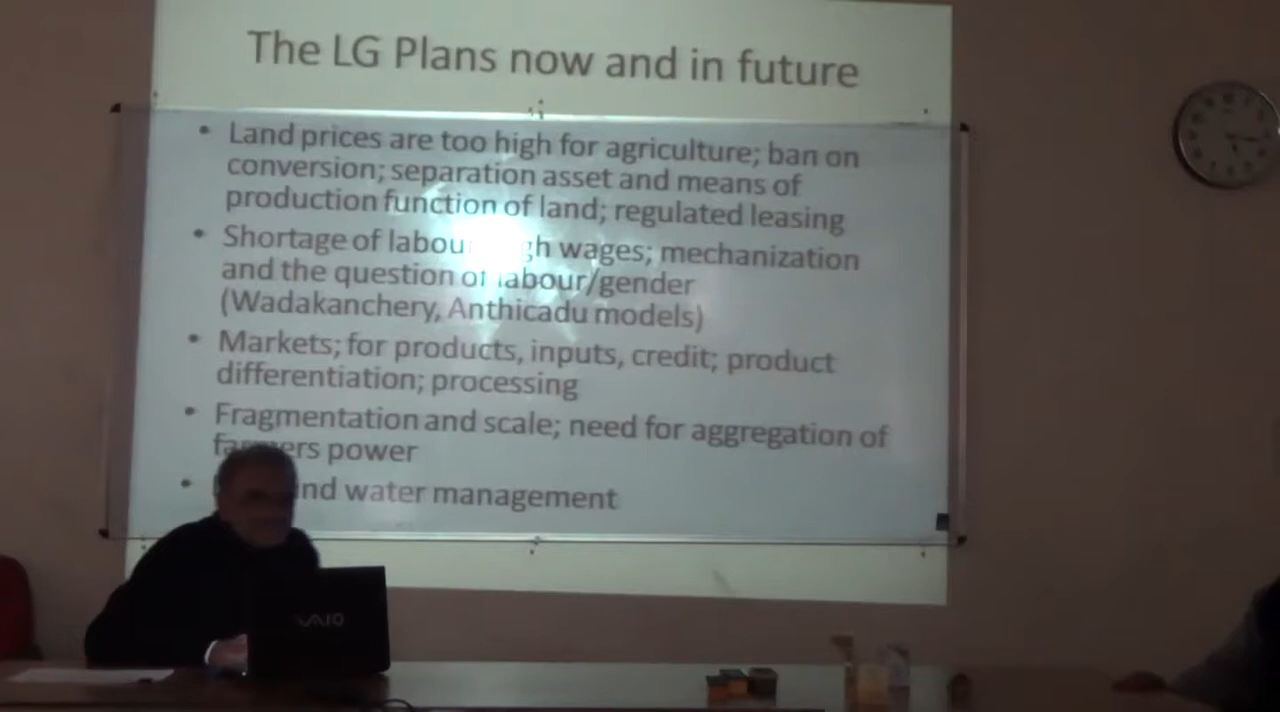 The LG Plans now and in future
• Land prices are too high for agriculture; ban on
conversion; separation asset and means of
production function of land; regulated leasing
• Shortage of labou gh wages; mechanization
and the question of labour/gender
(Wadakanchery, Anthicadu models)
• Markets; for products, inputs, credit; product
differentiation; processing
• Fragmentation and scale; need for aggregation of
farmers power
• nd water management
VAIO